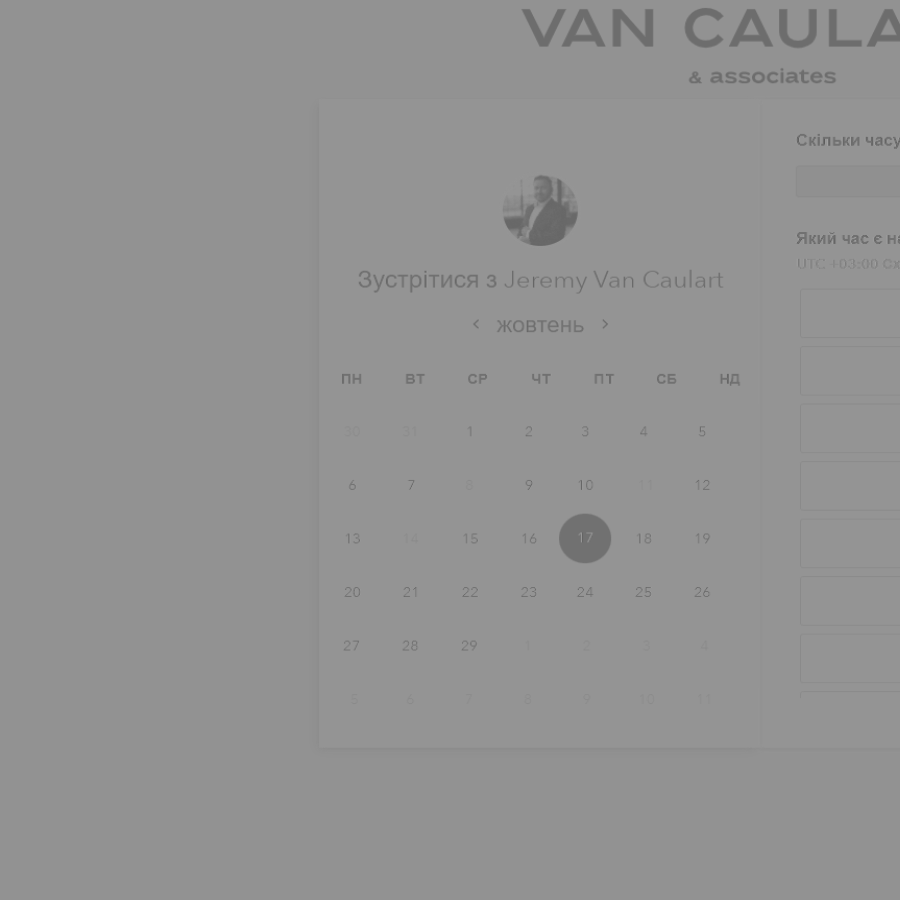 VAN CAULA
& associates
Скільки часу
Зустрітися з Jeremy Van Caulart
Який час є на
UTC +03:00 Сх
жовтень
ПН ВТ СР ЧТ ПТ СБ НД
30 31 1 2 3 4 5
6 7 8 9 10 11 12
13 14 15 16 17 18 19
20 21 22 23 24 25 26
27 28 29 1 2 3 4
5 6 7 8 9 10 11